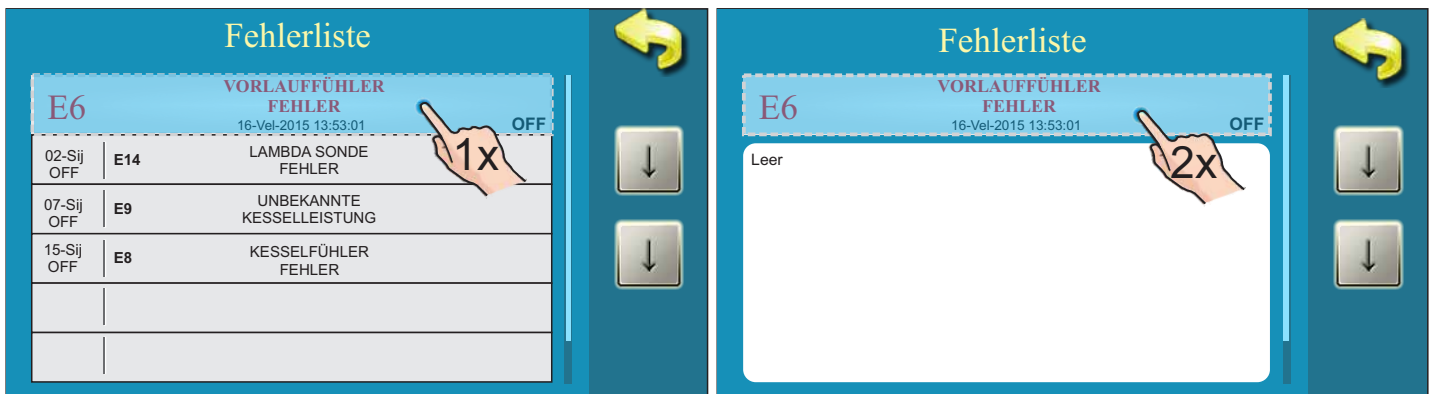 Fehlerliste
E6
VORLAUFFÜHLER
FEHLER
16-Vel-2015 13:53:01
OFF
1x
02-Sij
OFF
E14
LAMBDA SONDE
FEHLER
07-Sij
OFF
E9
UNBEKANNTE
KESSELLEISTUNG
15-Sij
OFF
E8
KESSELFÜHLER
FEHLER
Fehlerliste
E6
VORLAUFFÜHLER
FEHLER
16-Vel-2015 13:53:01
OFF
2x
Leer